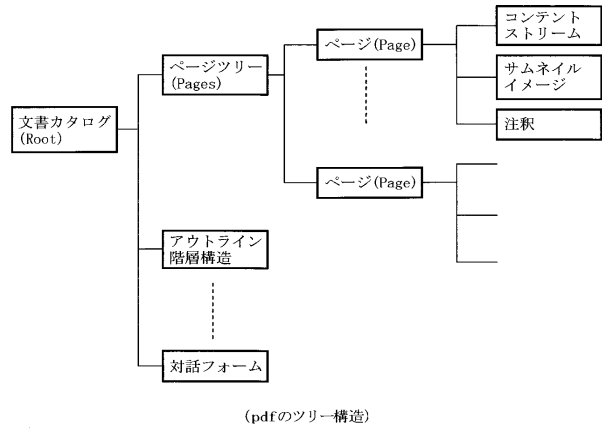 文書カタログ
(Root)
ページツリー
(Pages)
ページ(Page)
コンテント
ストリーム
サムネイル
イメージ
注釈
ページ(Page)
アウトライン
階層構造
対話フォーム
(pdfのツリー構造)